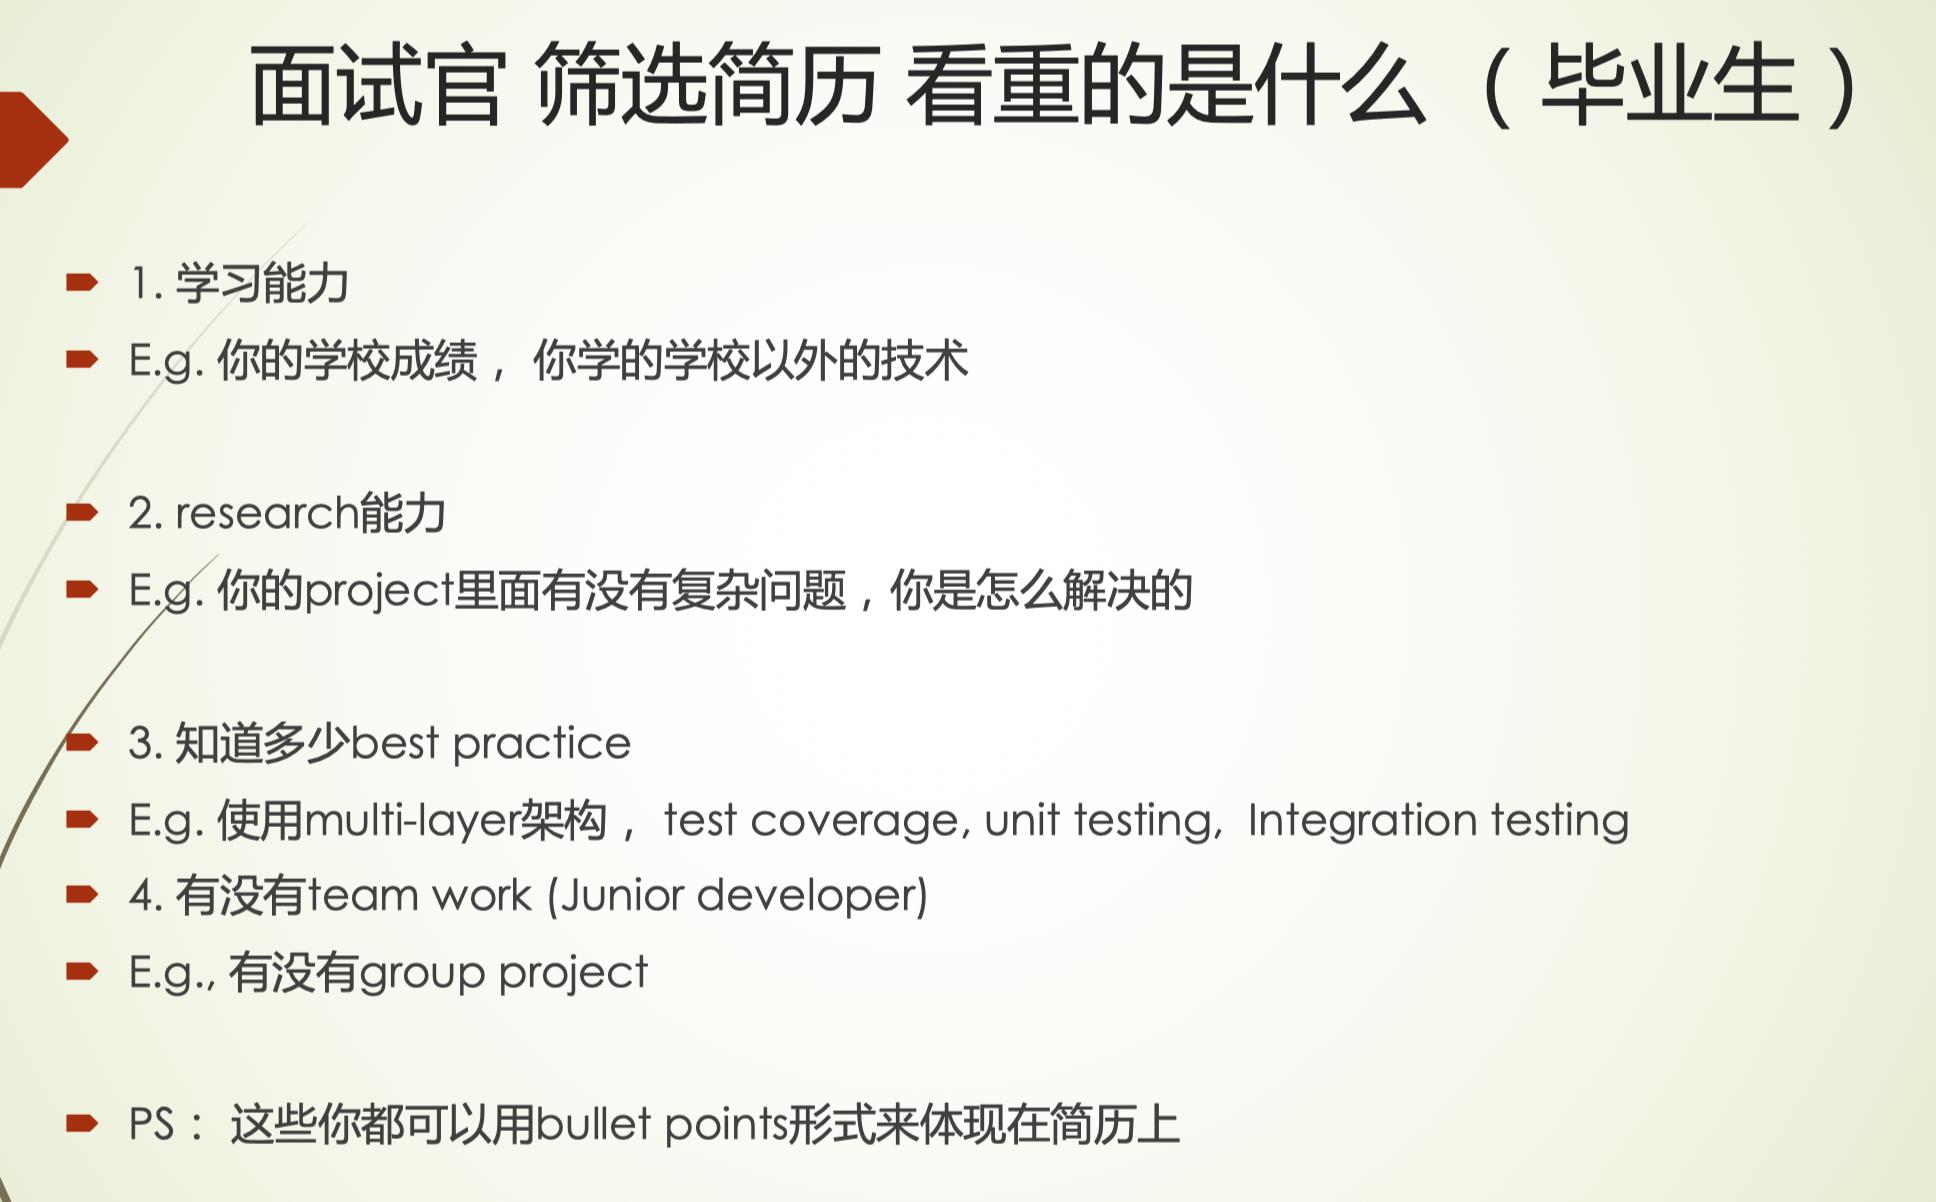 面试官 筛选简历 看重的是什么 （毕业生）
1. 学习能力
E.g. 你的学校成绩， 你学的学校以外的技术
2. research能力
E.g. 你的project里面有没有复杂问题，你是怎么解决的
3. 知道多少best practice
E.g. 使用multi-layer架构， test coverage, unit testing,  Integration testing
4. 有没有team work (Junior developer)
E.g., 有没有group project
PS： 这些你都可以用bullet points形式来体现在简历上